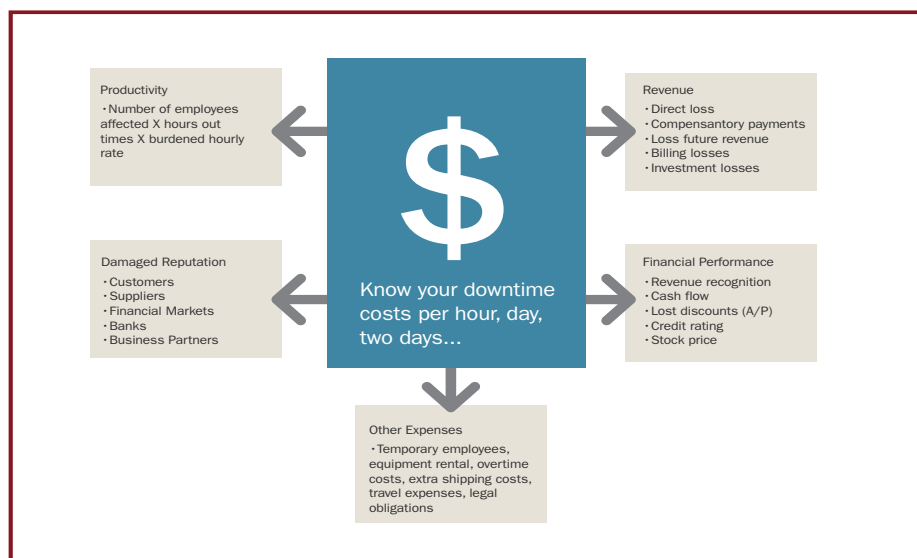 Productivity
· Number of employees
affected X hours out
times X burdened hourly
rate
Damaged Reputation
· Customers
· Suppliers
· Financial Markets
· Banks
· Business Partners
$
Know your downtime
costs per hour, day,
two days...
Revenue
· Direct loss
· Compensantory payments
· Loss future revenue
· Billing losses
· Investment losses
Financial Performance
· Revenue recognition
· Cash flow
· Lost discounts (A/P)
· Credit rating
· Stock price
Other Expenses
· Temporary employees,
equipment rental, overtime
costs, extra shipping costs,
travel expenses, legal
obligations